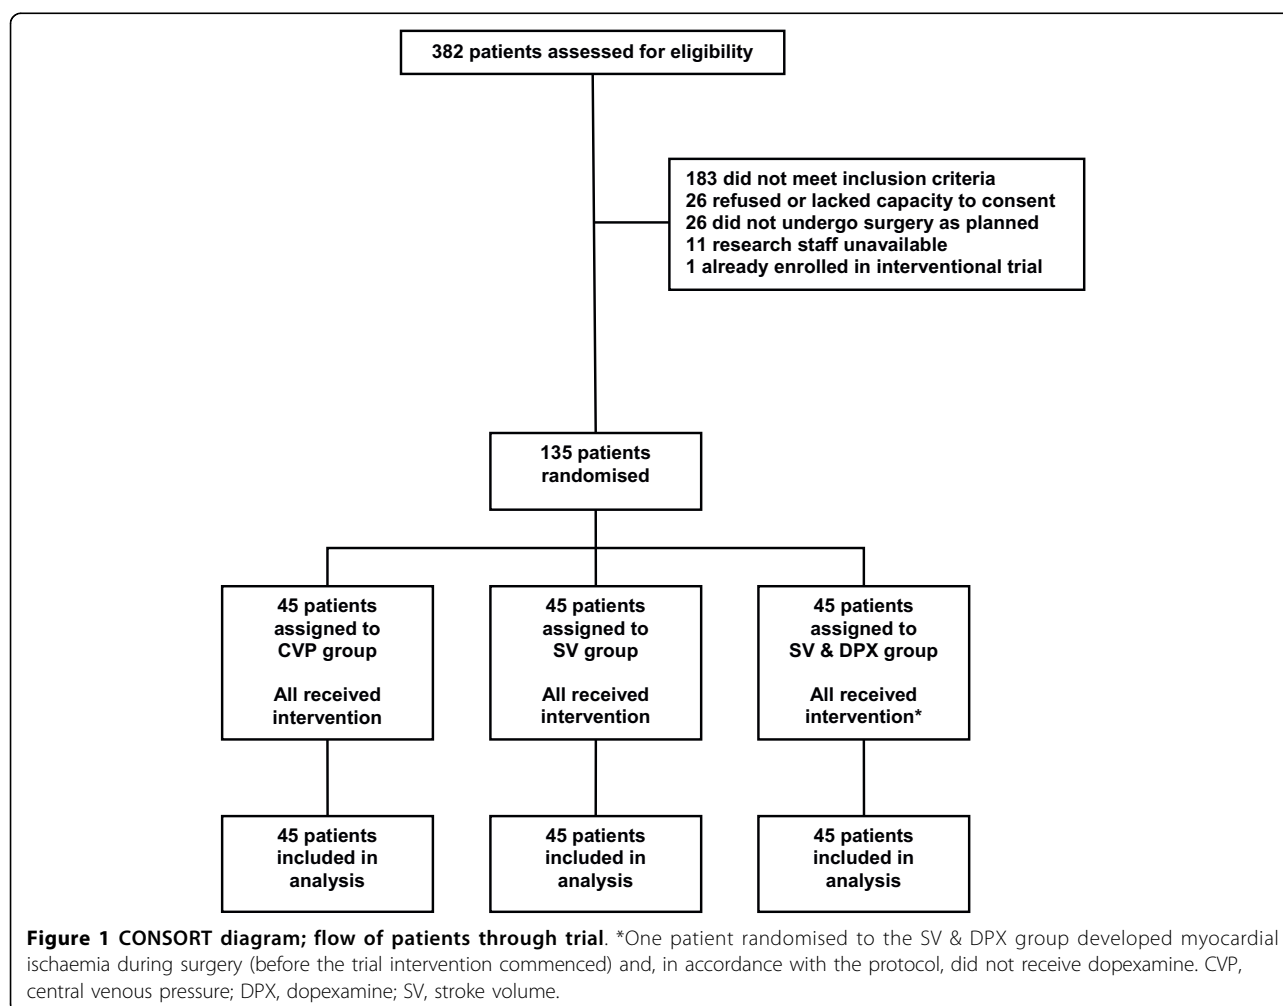 382 patients assessed for eligibility
183 did not meet inclusion criteria
26 refused or lacked capacity to consent
26 did not undergo surgery as planned
11 research staff unavailable
1 already enrolled in interventional trial
135 patients
randomised
45 patients
assigned to
CVP group
All received
intervention
45 patients
assigned to
SV group
All received
intervention
45 patients
assigned to
SV & DPX group
All received
intervention*
45 patients
included in
analysis
45 patients
included in
analysis
45 patients
included in
analysis
Figure 1 CONSORT diagram; flow of patients through trial. *One patient randomised to the SV & DPX group developed myocardial
ischaemia during surgery (before the trial intervention commenced) and, in accordance with the protocol, did not receive dopexamine. CVP,
central venous pressure; DPX, dopexamine; SV, stroke volume.